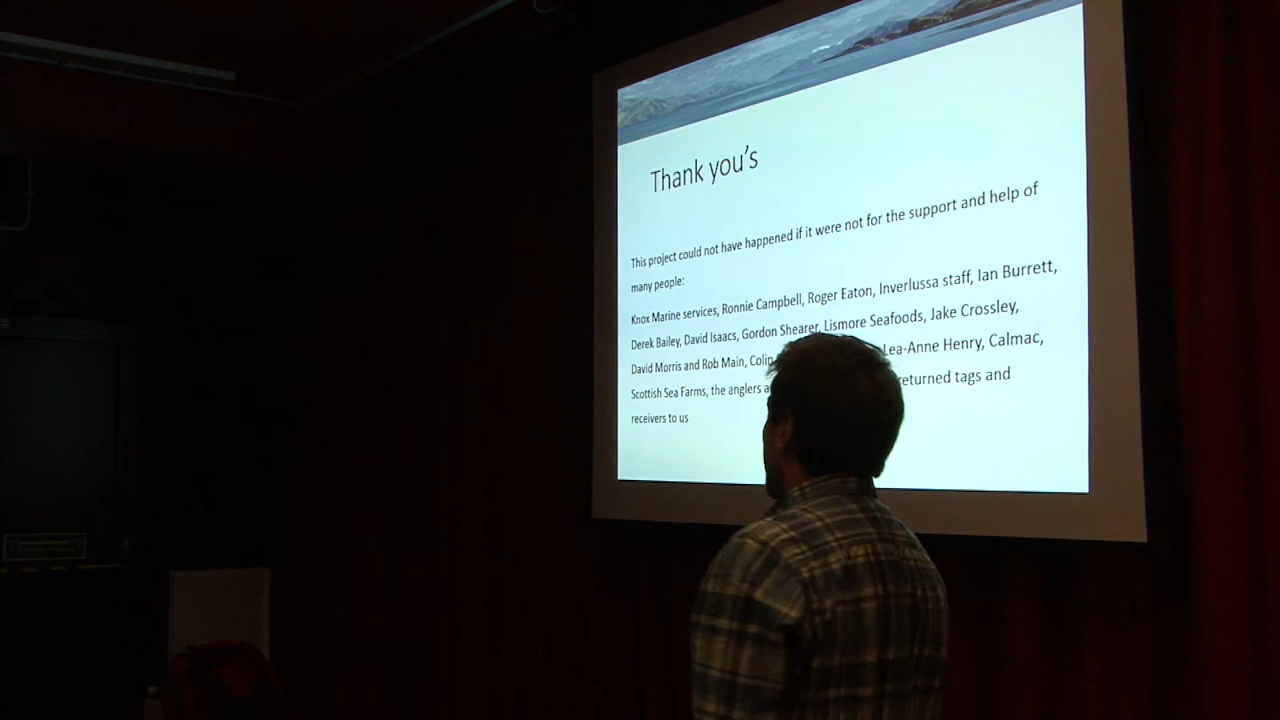 Thank you's
This project could not have happened if it were not for the support and help of
many people:
Knox Marine services, Ronnie Campbell, Roger Eaton, Inverlussa staff, Ian Burrett,
Derek Bailey, David Isaacs, Gordon Shearer, Lismore Seafoods, Jake Crossley,
David Morris and Rob Main, Colin Lea-Anne Henry, Calmac,
Scottish Sea Farms, the anglers returned tags and
receivers to us